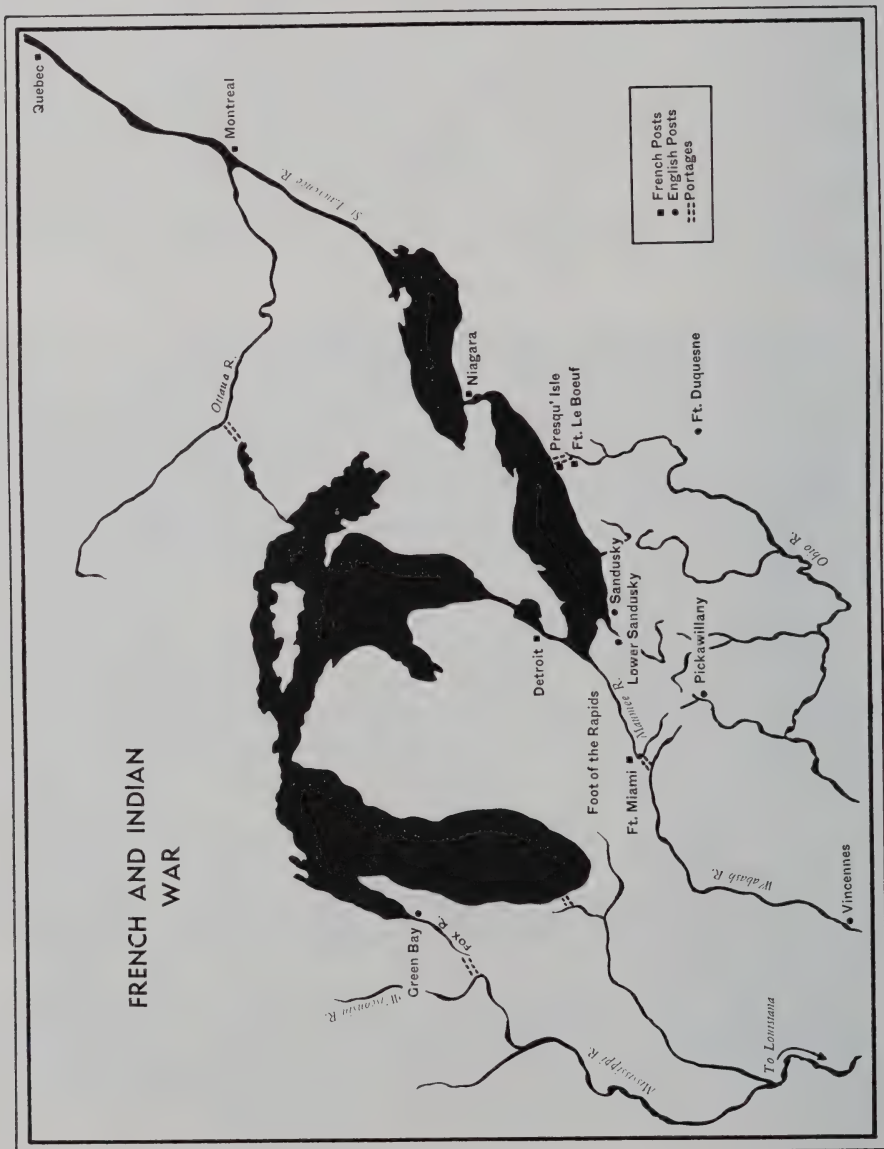 FRENCH AND INDIAN
WAR
Quebec
Montreal
St Lawrence R.
Ottawa R.
Niagara
Presqu' Isle
Ft. Le Boeuf
Ft. Duquesne
Ohio R.
Sandusky
Lower Sandusky
Pickawillany
Detroit
Maumee R.
Foot of the Rapids
Ft. Miami
Wabash R.
Vincennes
Green Bay
FOX R.
Wisconsin R.
Mississippi R.
To Louisiana
French Posts
English Posts
Portages